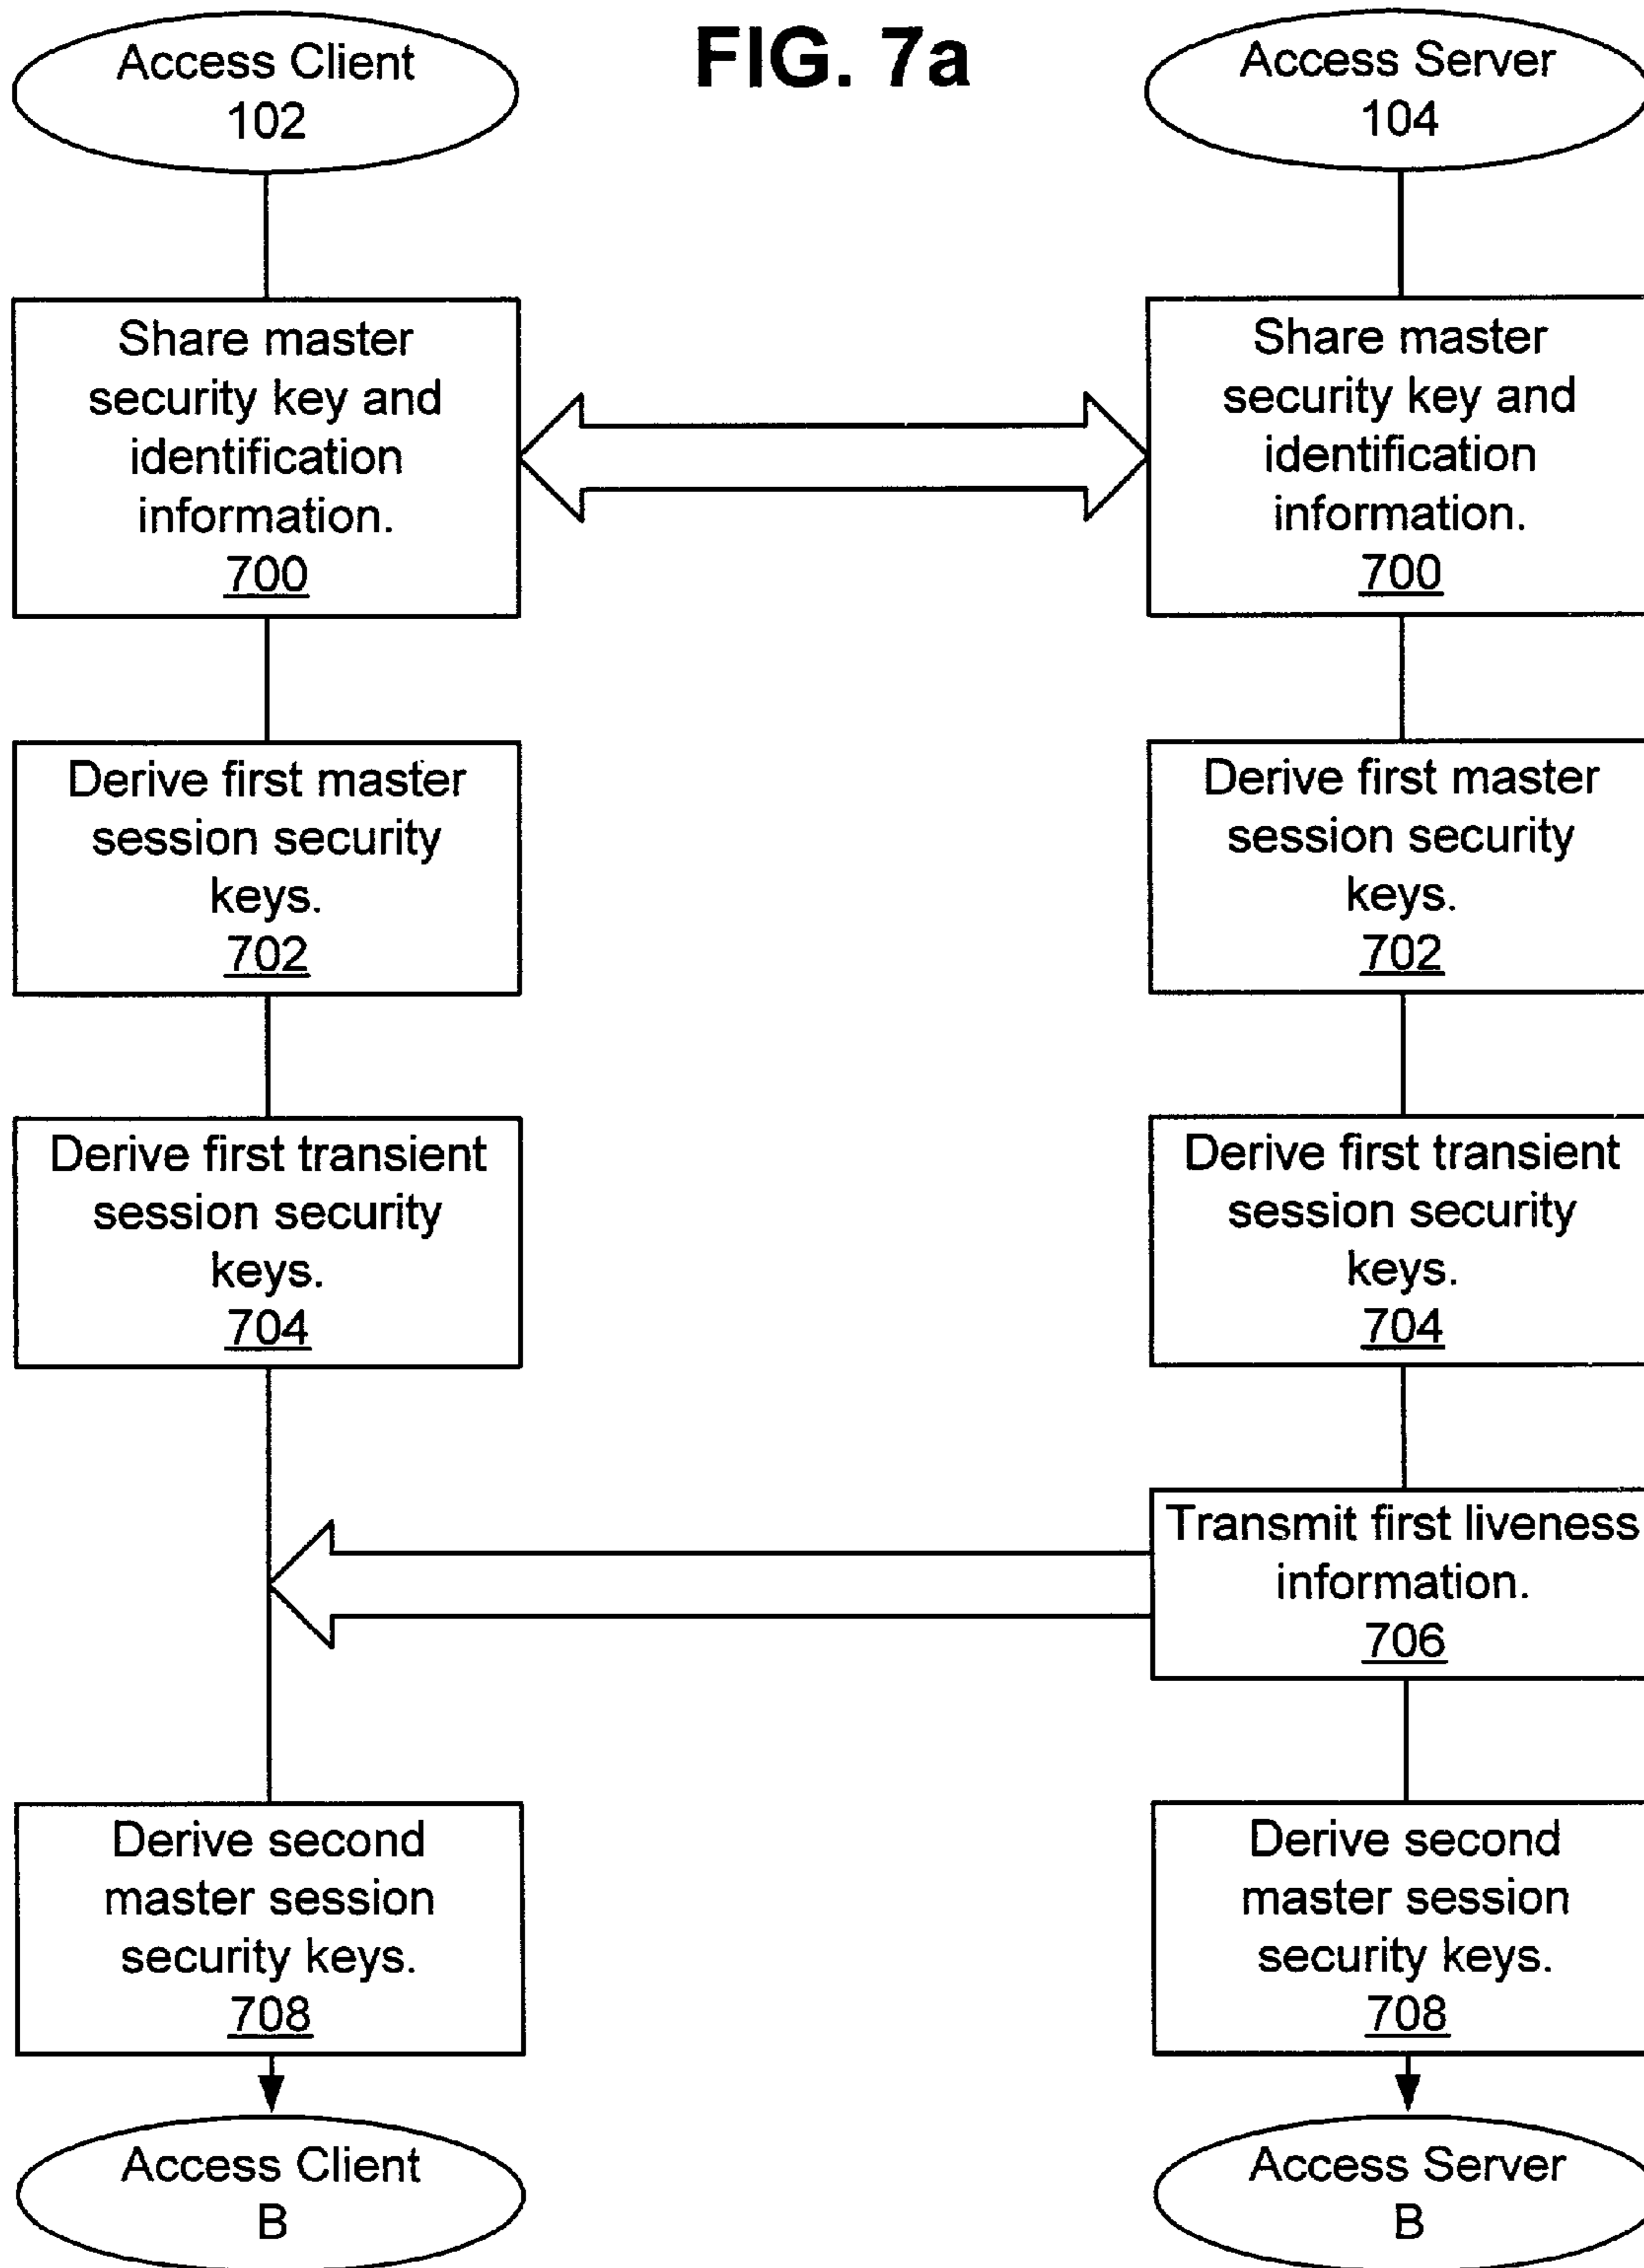 FIG. 7a
Access Client
102
Access Server
104
Share master
security key and
identification
information.
700
Share master
security key and
identification
information.
700
Derive first master
session security
keys.
702
Derive first master
session security
keys.
702
Derive first transient
session security
keys.
704
Derive first transient
session security
keys.
704
Transmit first liveness
information.
706
Derive second
master session
security keys.
708
Derive second
master session
security keys.
708
Access Client
B
Access Server
B